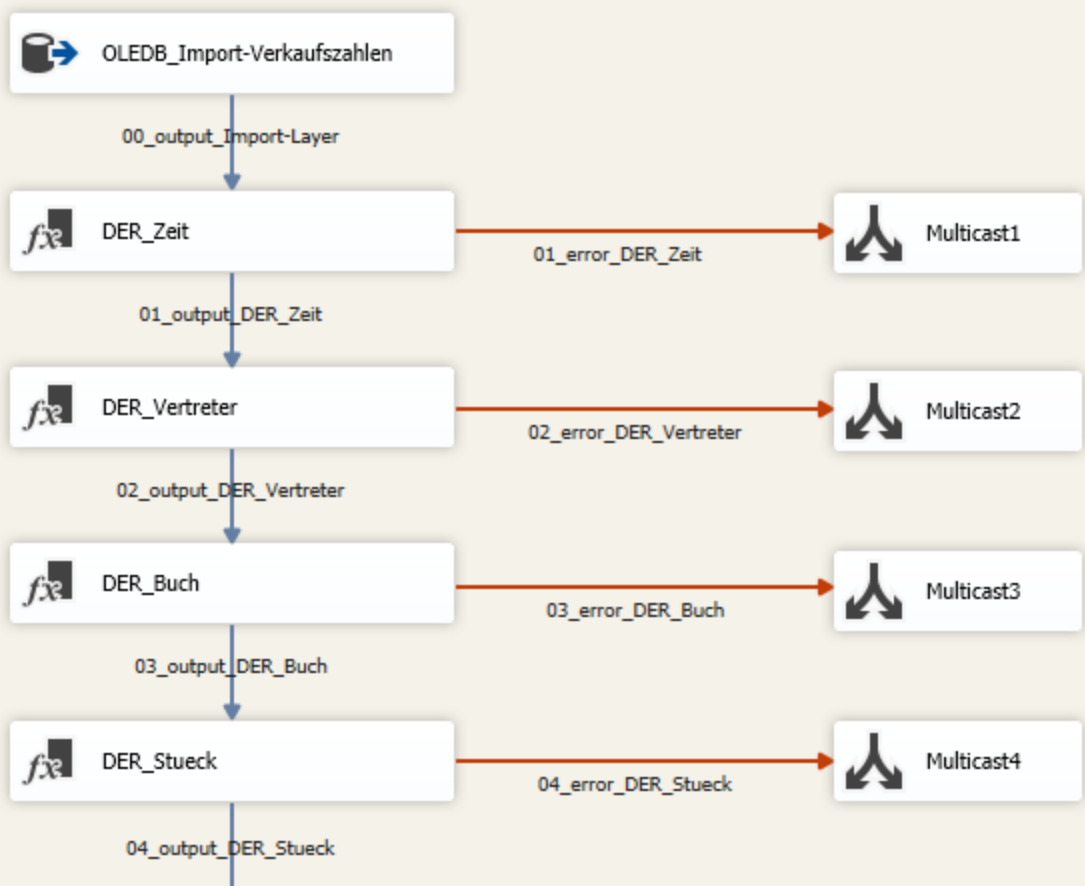 OLEDB_Import-Verkaufszahlen
00_output_Import-Layer
DER_Zeit
01_error_DER_Zeit
Multicast1
01_output_DER_Zeit
DER_Vertreter
02_error_DER_Vertreter
Multicast2
02_output_DER_Vertreter
DER_Buch
03_error_DER_Buch
Multicast3
03_output_DER_Buch
DER_Stueck
04_error_DER_Stueck
Multicast4
04_output_DER_Stueck